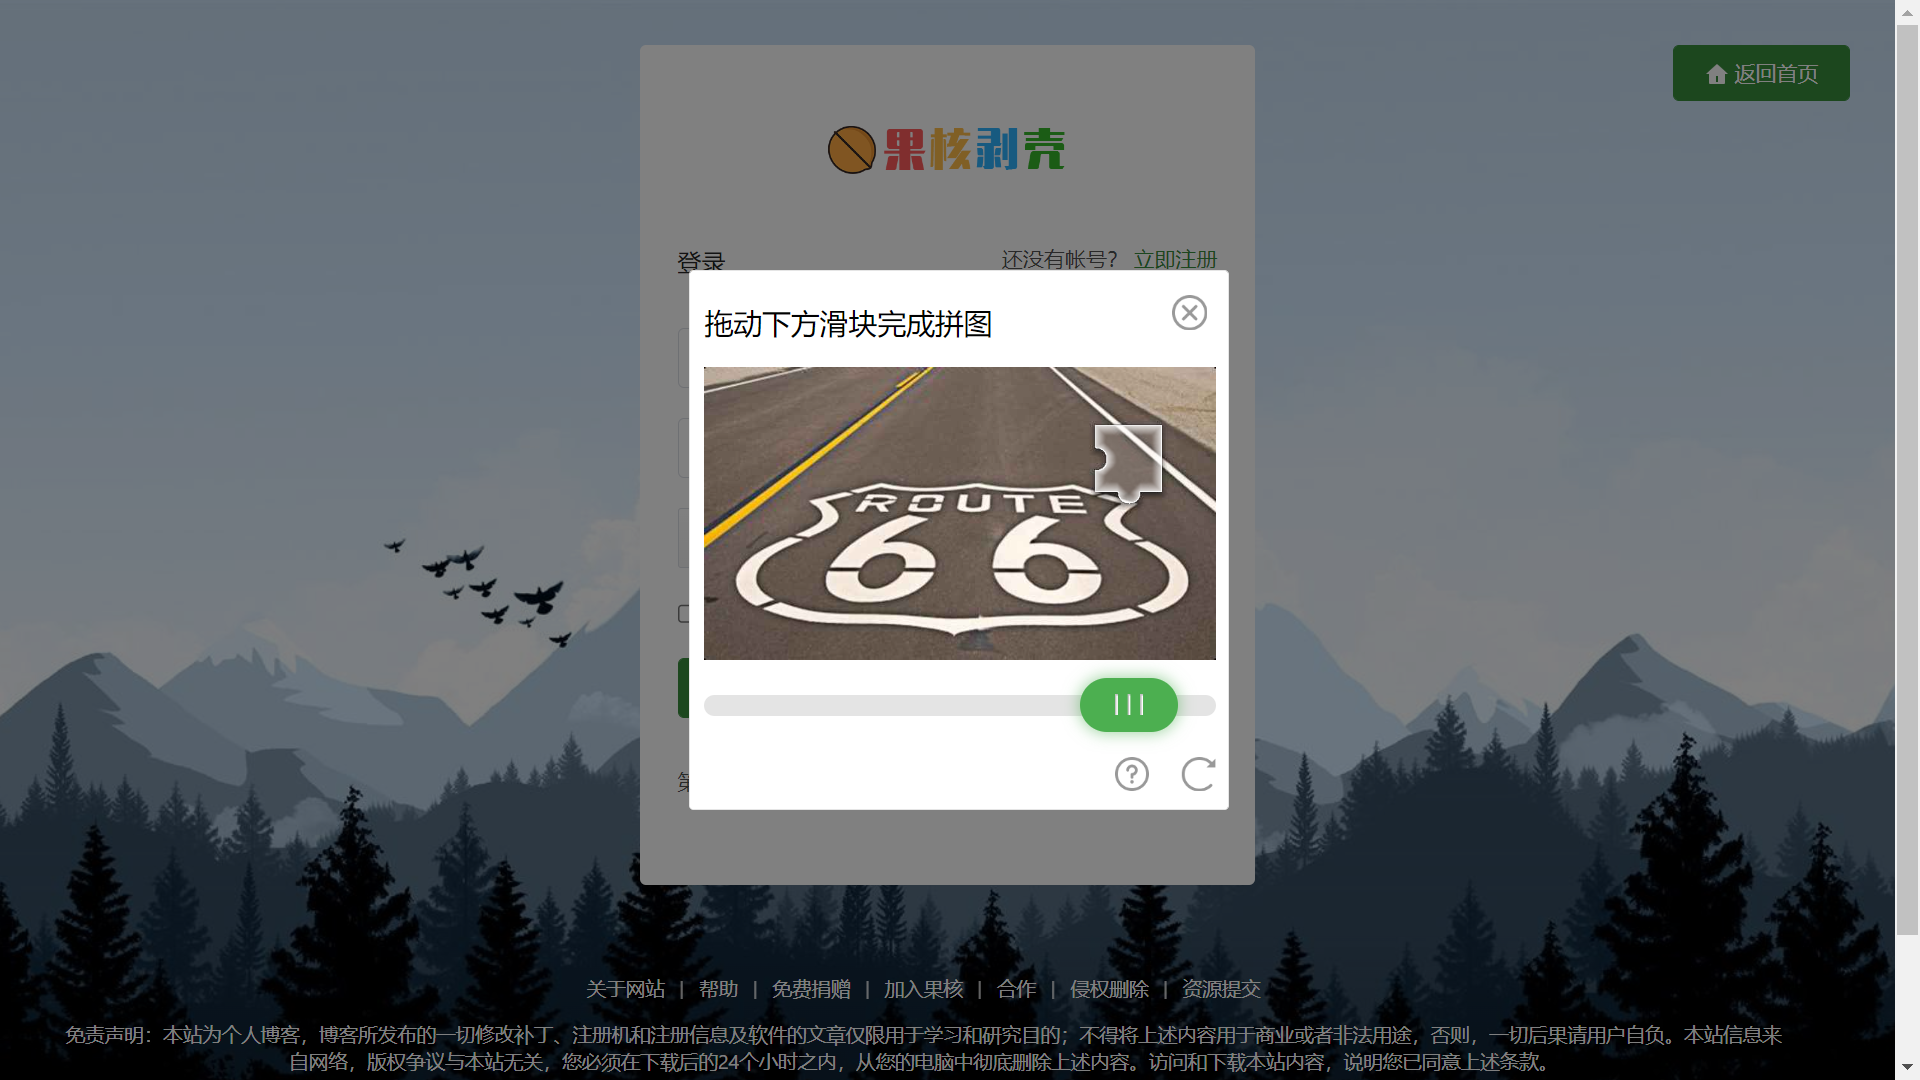 返回首页
果核剥壳
登录
还没有帐号? 立即注册
拖动下方滑块完成拼图
ROUTE
66
第
关于网站 | 帮助 | 免费捐赠 | 加入果核 | 合作 | 侵权删除 | 资源提交
免责声明：本站为个人博客，博客所发布的一切修改补丁、注册机和注册信息及软件的文章仅限用于学习和研究目的；不得将上述内容用于商业或者非法用途，否则，一切后果请用户自负。本站信息来
自网络，版权争议与本站无关，您必须在下载后的24个小时之内，从您的电脑中彻底删除上述内容。访问和下载本站内容，说明您已同意上述条款。